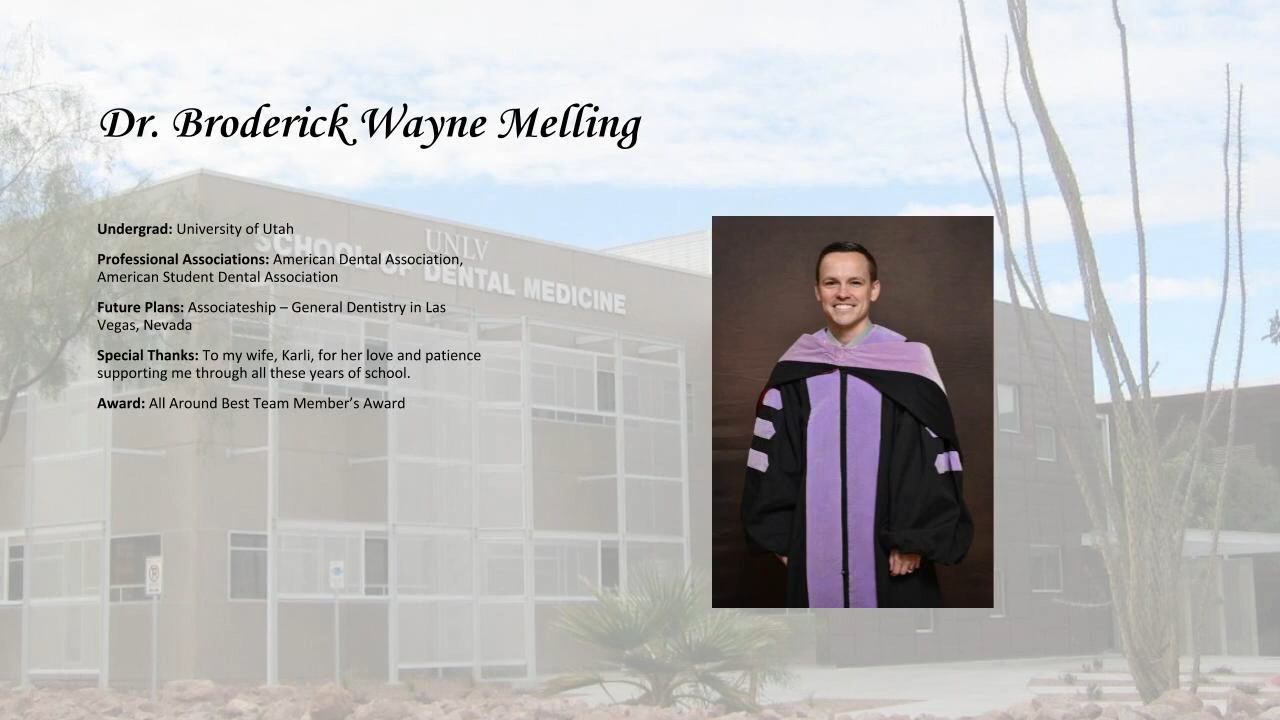 Dr. Broderick Wayne Melling
Undergrad: University of Utah
Professional Associations: American Dental Association,
American Student Dental Association
Future Plans: Associateship – General Dentistry in Las
Vegas, Nevada
Special Thanks: To my wife, Karli, for her love and patience
supporting me through all these years of school.
Award: All Around Best Team Member’s Award
UNLV
SCHOOL OF DENTAL MEDICINE